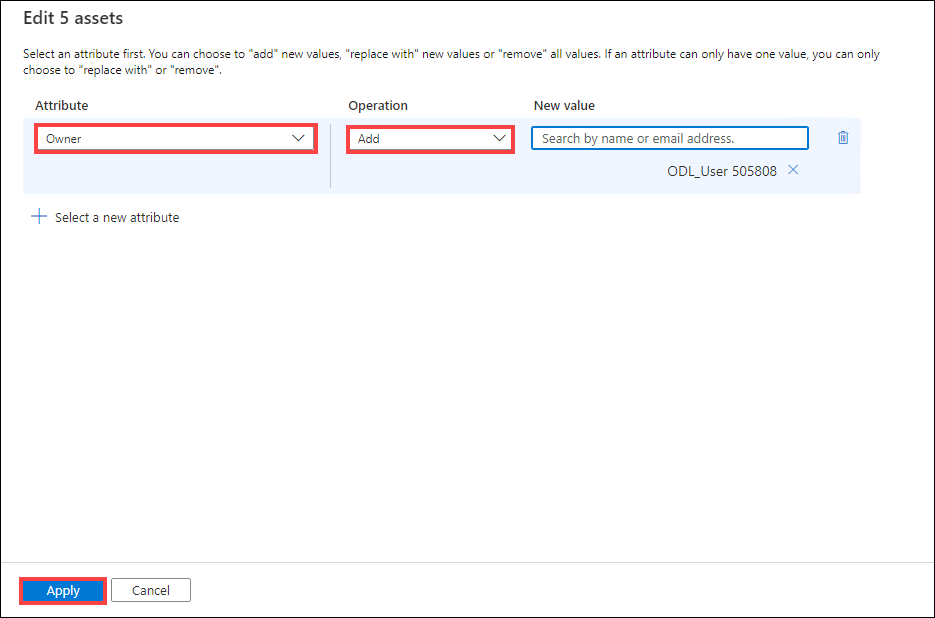 Edit 5 assets
Select an attribute first. You can choose to "add" new values, "replace with" new values or "remove" all values. If an attribute can only have one value, you can only
choose to "replace with" or "remove".
Attribute Operation New value
Owner Add Search by name or email address.
ODL_User 505808
Select a new attribute
Apply Cancel